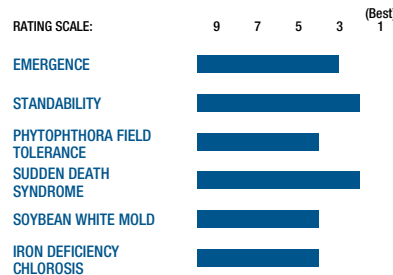 (Best)
RATING SCALE: 9 7 5 3 1
EMERGENCE
STANDABILITY
PHYTOPHTHORA FIELD
TOLERANCE
SUDDEN DEATH
SYNDROME
SOYBEAN WHITE MOLD
IRON DEFICIENCY
CHLOROSIS